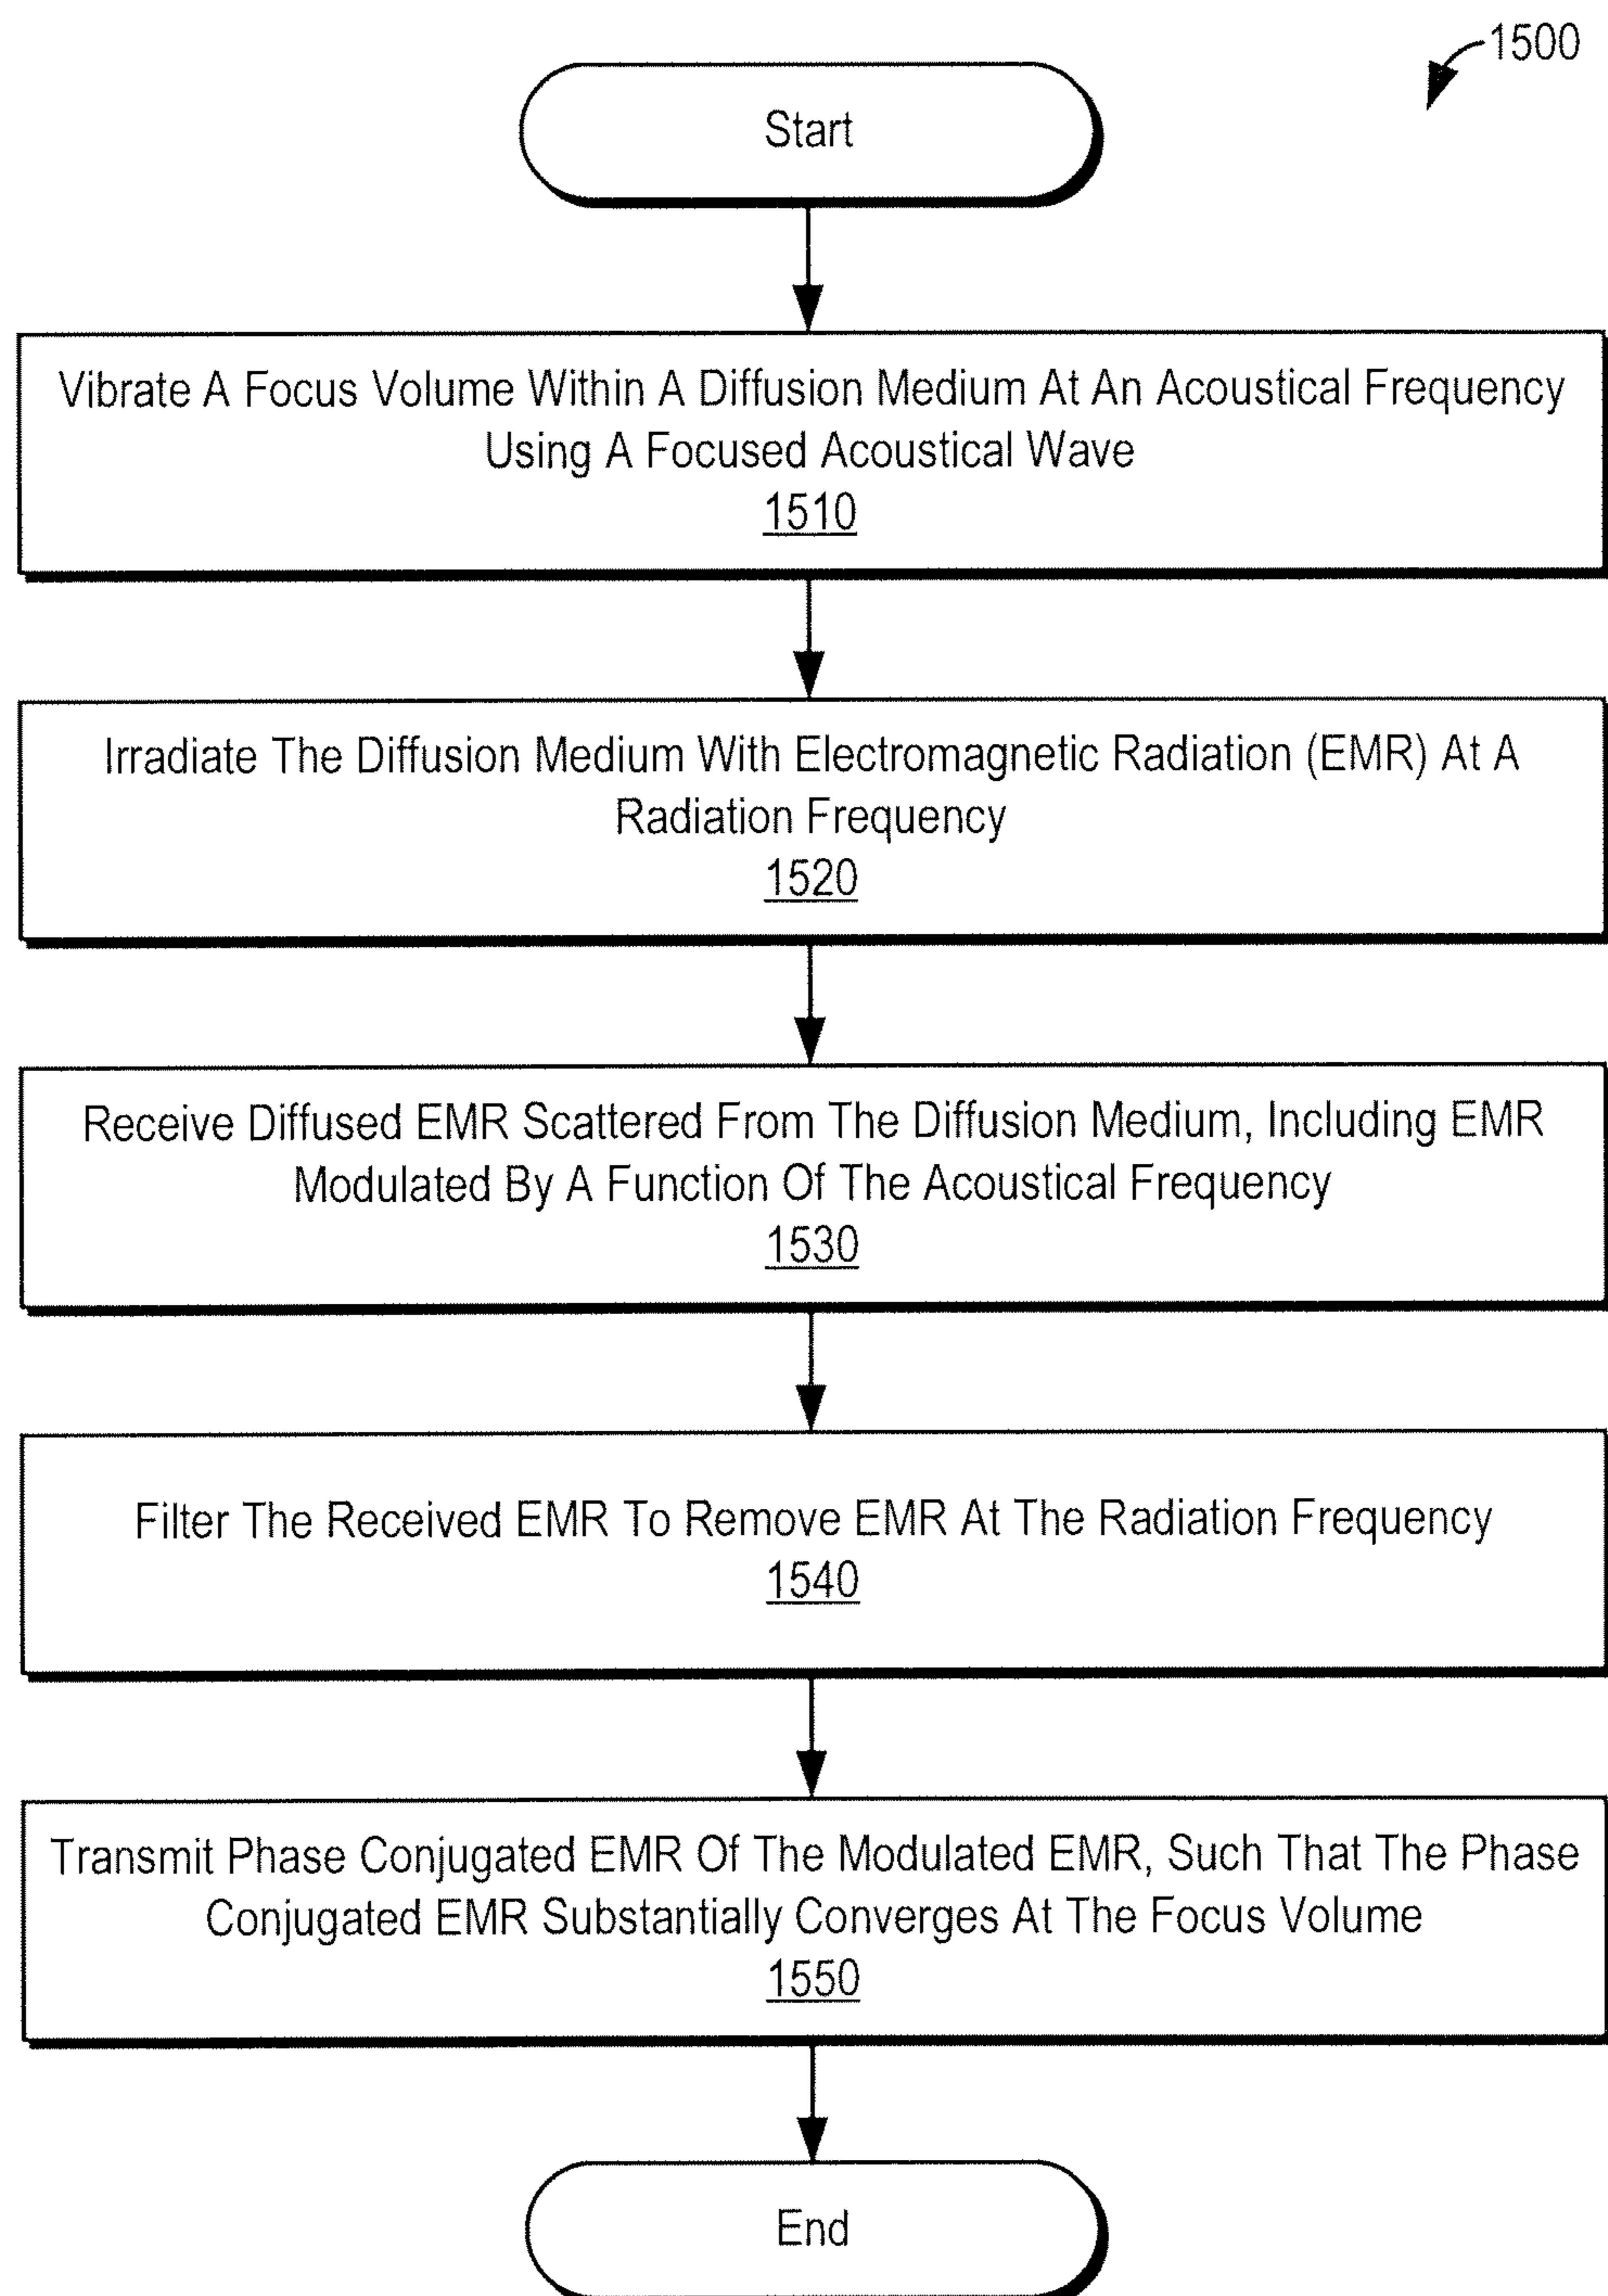 1500
Start
Vibrate A Focus Volume Within A Diffusion Medium At An Acoustical Frequency
Using A Focused Acoustical Wave
1510
Irradiate The Diffusion Medium With Electromagnetic Radiation (EMR) At A
Radiation Frequency
1520
Receive Diffused EMR Scattered From The Diffusion Medium, Including EMR
Modulated By A Function Of The Acoustical Frequency
1530
Filter The Received EMR To Remove EMR At The Radiation Frequency
1540
Transmit Phase Conjugated EMR Of The Modulated EMR, Such That The Phase
Conjugated EMR Substantially Converges At The Focus Volume
1550
End